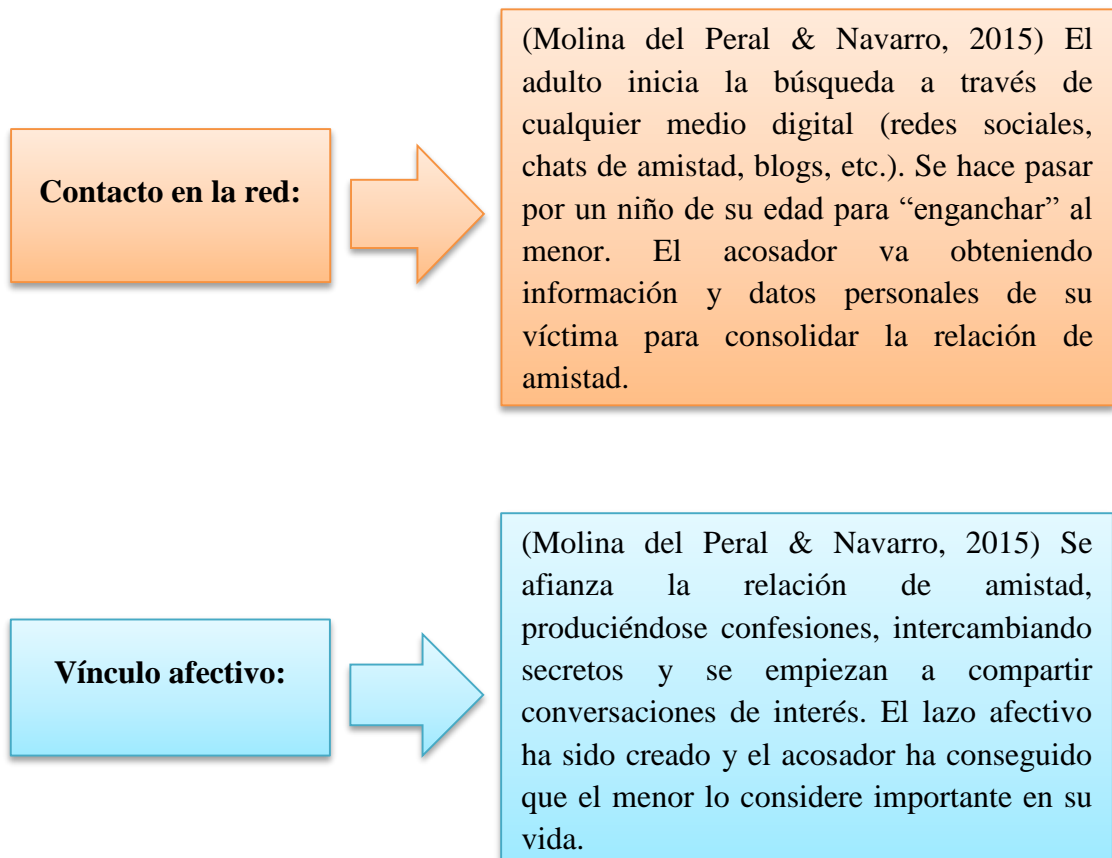 Contacto en la red:
(Molina del Peral & Navarro, 2015) El
adulto inicia la búsqueda a través de
cualquier medio digital (redes sociales,
chats de amistad, blogs, etc.). Se hace pasar
por un niño de su edad para “enganchar” al
menor. El acosador va obteniendo
información y datos personales de su
víctima para consolidar la relación de
amistad.
Vínculo afectivo:
(Molina del Peral & Navarro, 2015) Se
afianza la relación de amistad,
produciéndose confesiones, intercambiando
secretos y se empiezan a compartir
conversaciones de interés. El lazo afectivo
ha sido creado y el acosador ha conseguido
que el menor lo considere importante en su
vida.